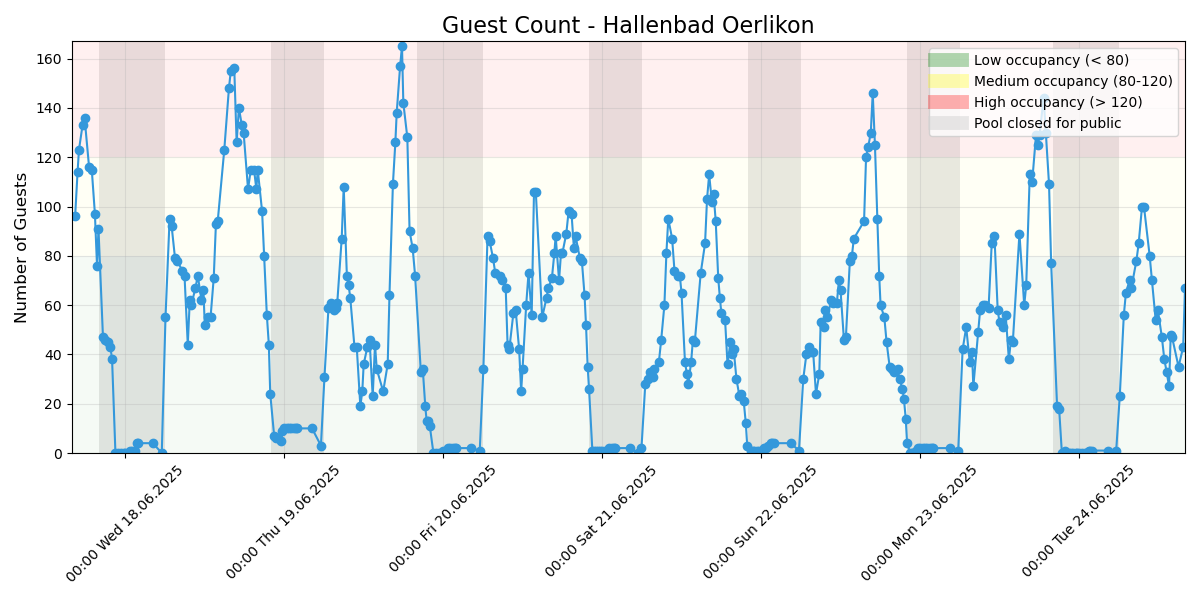 Guest Count - Hallenbad Oerlikon
Number of Guests
160
140
120
100
80
60
40
20
0
Low occupancy (< 80)
Medium occupancy (80-120)
High occupancy (> 120)
Pool closed for public
00:00 Wed 18.06.2025
00:00 Thu 19.06.2025
00:00 Fri 20.06.2025
00:00 Sat 21.06.2025
00:00 Sun 22.06.2025
00:00 Mon 23.06.2025
00:00 Tue 24.06.2025